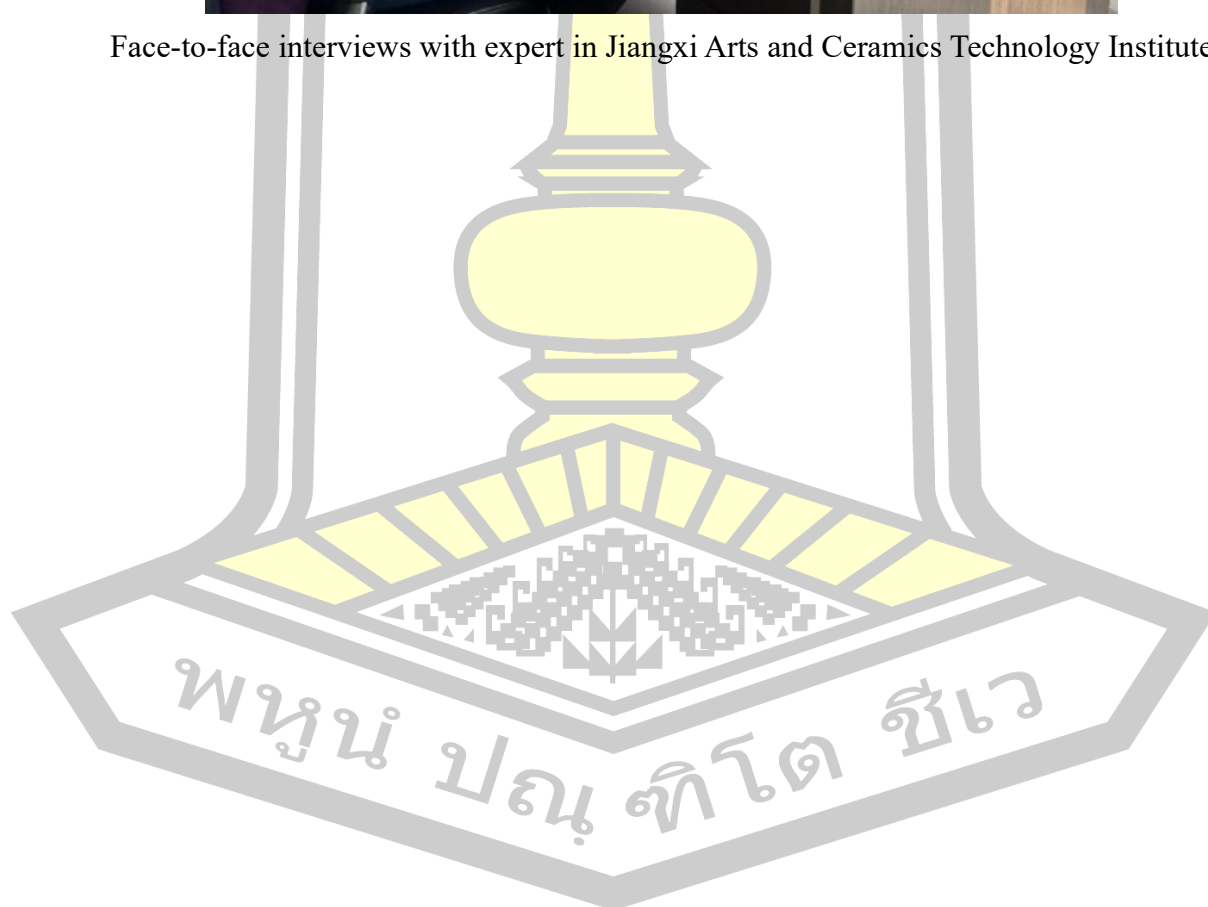 Face-to-face interviews with expert in Jiangxi Arts and Ceramics Technology Institute
พหูนํ ปณฺฑิโต ชีเว